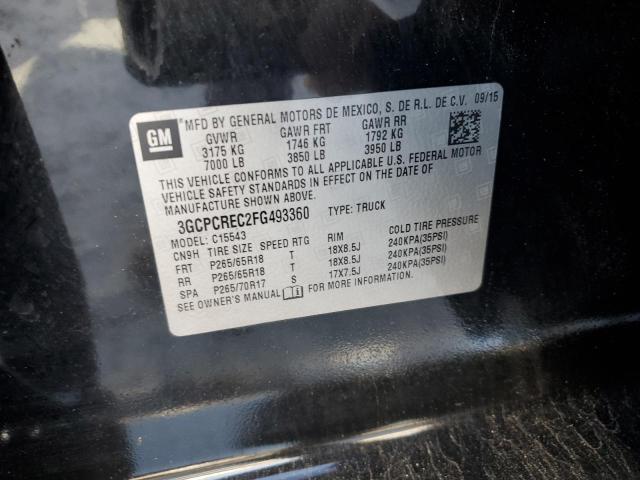 GM
MFD BY GENERAL MOTORS DE MEXICO, S. DE R.L. DE C.V. 09/15
GVWR GAWR FRT GAWR RR
3175 KG 1746 KG 1792 KG
7000 LB 3850 LB 3950 LB
THIS VEHICLE CONFORMS TO ALL APPLICABLE U.S. FEDERAL MOTOR
VEHICLE SAFETY STANDARDS IN EFFECT ON THE DATE OF
MANUFACTURE SHOWN ABOVE.
3GCPCREC2FG493360 TYPE: TRUCK
MODEL: C15543
CN9H TIRE SIZE SPEED RTG RIM COLD TIRE PRESSURE
FRT P265/65R18 T 18X8.5J 240KPA(35PSI)
RR P265/65R18 T 18X8.5J 240KPA(35PSI)
SPA P265/70R17 S 17X7.5J 240KPA(35PSI)
SEE OWNER'S MANUAL FOR MORE INFORMATION.